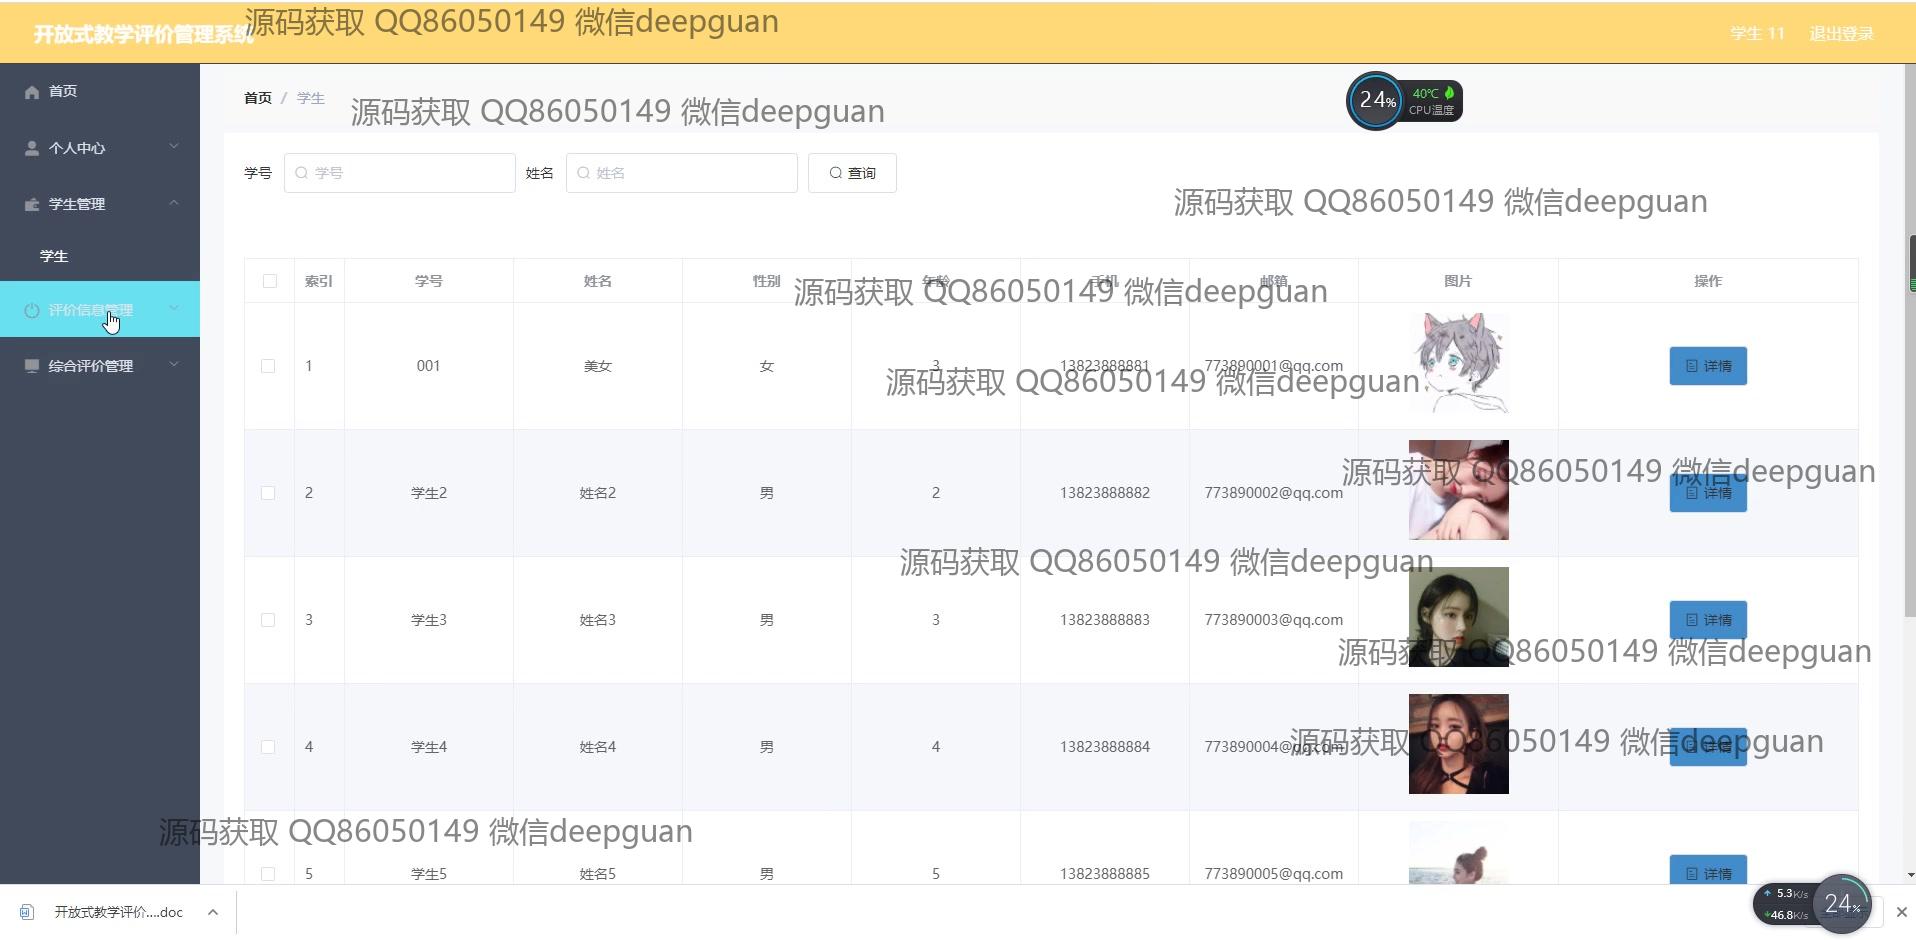 开放式教学评价管理系统
源码获取 QQ86050149 微信deepguan
学生 11 退出登录
首页
个人中心
学生管理
学生
评价信息管理
综合评价管理
首页 / 学生
源码获取 QQ86050149 微信deepguan
24%
40℃
CPU温度
学号 学号 姓名 姓名 查询
源码获取 QQ86050149 微信deepguan
索引 学号 姓名 性别 年龄 手机 邮箱 图片 操作
源码获取 QQ86050149 微信deepguan
1 001 美女 女 3 13823888881 773890001@qq.com 详情
源码获取 QQ86050149 微信deepguan
源码获取 QQ86050149 微信deepguan
2 学生2 姓名2 男 2 13823888882 773890002@qq.com 详情
源码获取 QQ86050149 微信deepguan
3 学生3 姓名3 男 3 13823888883 773890003@qq.com 详情
源码获取 QQ86050149 微信deepguan
4 学生4 姓名4 男 4 13823888884 773890004@qq.com 详情
源码获取 QQ86050149 微信deepguan
源码获取 QQ86050149 微信deepguan
5 学生5 姓名5 男 5 13823888885 773890005@qq.com 详情
开放式教学评价....doc
5.3K/s
46.8K/s
24%